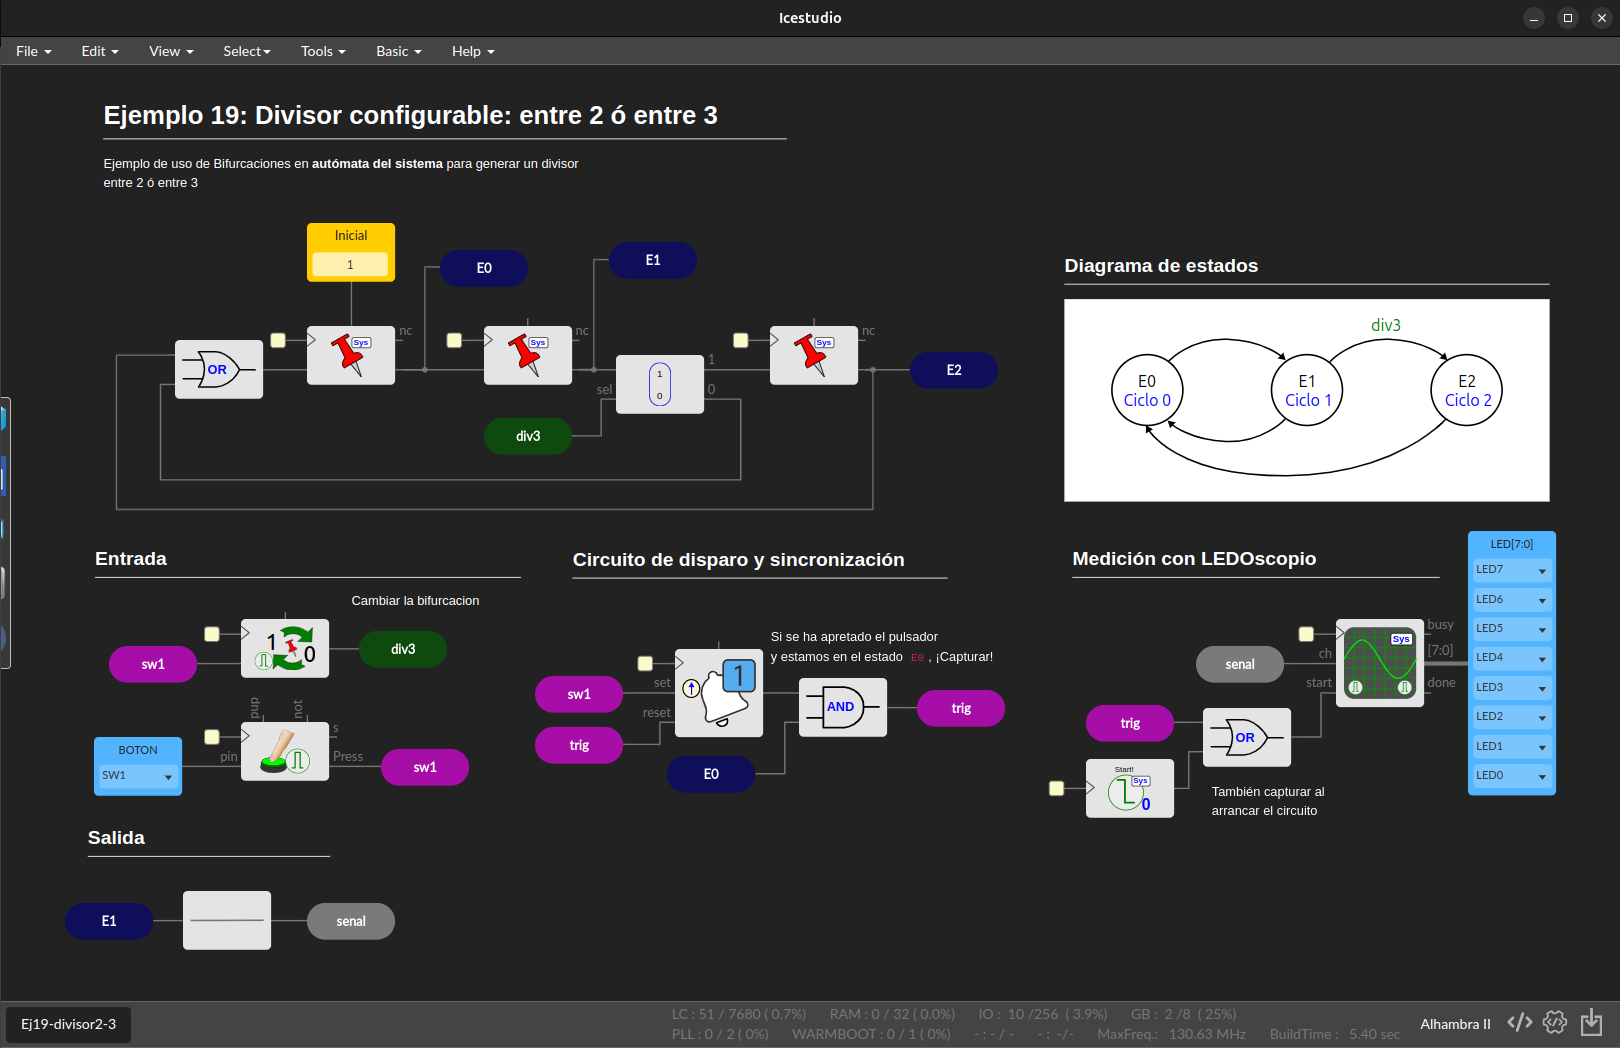 Icestudio
File Edit View Select Tools Basic Help
Ejemplo 19: Divisor configurable: entre 2 ó entre 3
Ejemplo de uso de Bifurcaciones en autómata del sistema para generar un divisor
entre 2 ó entre 3
Inicial
1
E0
E1
OR
Sys
nc
Sys
nc
sel
1
0
1
0
Sys
nc
E2
div3
Diagrama de estados
div3
E0
Ciclo 0
E1
Ciclo 1
E2
Ciclo 2
Entrada
Cambiar la bifurcacion
sw1
1
0
div3
BOTON
SW1
pin
pup
not
s
Press
sw1
Circuito de disparo y sincronización
Si se ha apretado el pulsador
y estamos en el estado E0, ¡Capturar!
sw1
set
reset
1
trig
E0
AND
trig
Medición con LEDOscopio
senal
ch
start
Sys
busy
[7:0]
done
trig
OR
Start!
Sys
0
También capturar al
arrancar el circuito
LED[7:0]
LED7
LED6
LED5
LED4
LED3
LED2
LED1
LED0
Salida
E1
senal
Ej19-divisor2-3
LC : 51 / 7680 ( 0.7%) RAM : 0 / 32 ( 0.0%) IO : 10 /256 ( 3.9%) GB : 2 /8 ( 25%)
PLL : 0 / 2 ( 0%) WARMBOOT : 0 / 1 ( 0%) - : - / - - : -/- MaxFreq.: 130.63 MHz BuildTime : 5.40 sec
Alhambra II